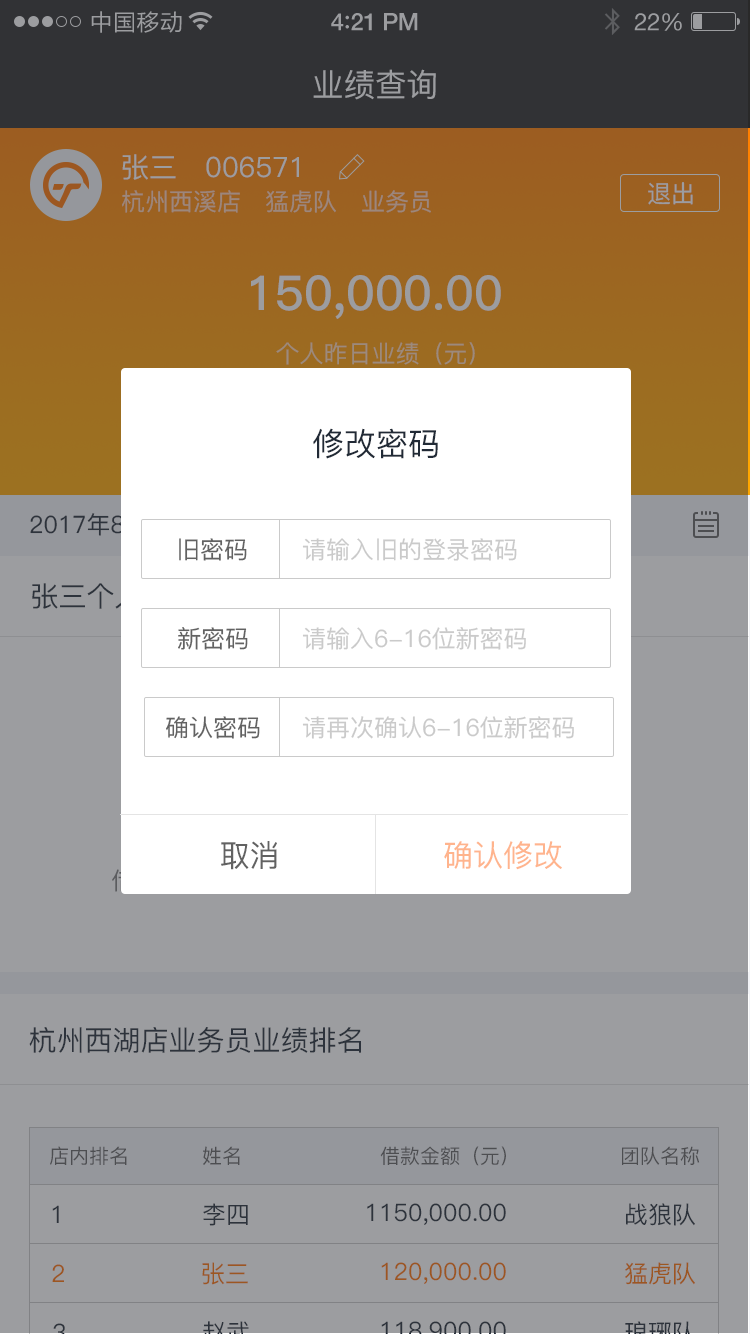 中国移动 4:21 PM 22%
业绩查询
张三 006571
杭州西溪店 猛虎队 业务员
退出
150,000.00
个人昨日业绩（元）
修改密码
2017年8
旧密码 请输入旧的登录密码
张三个
新密码 请输入6-16位新密码
确认密码 请再次确认6-16位新密码
取消 确认修改
杭州西湖店业务员业绩排名
店内排名 姓名 借款金额（元） 团队名称
1 李四 1150,000.00 战狼队
2 张三 120,000.00 猛虎队
3 赵武 118,900.00 琅琊队